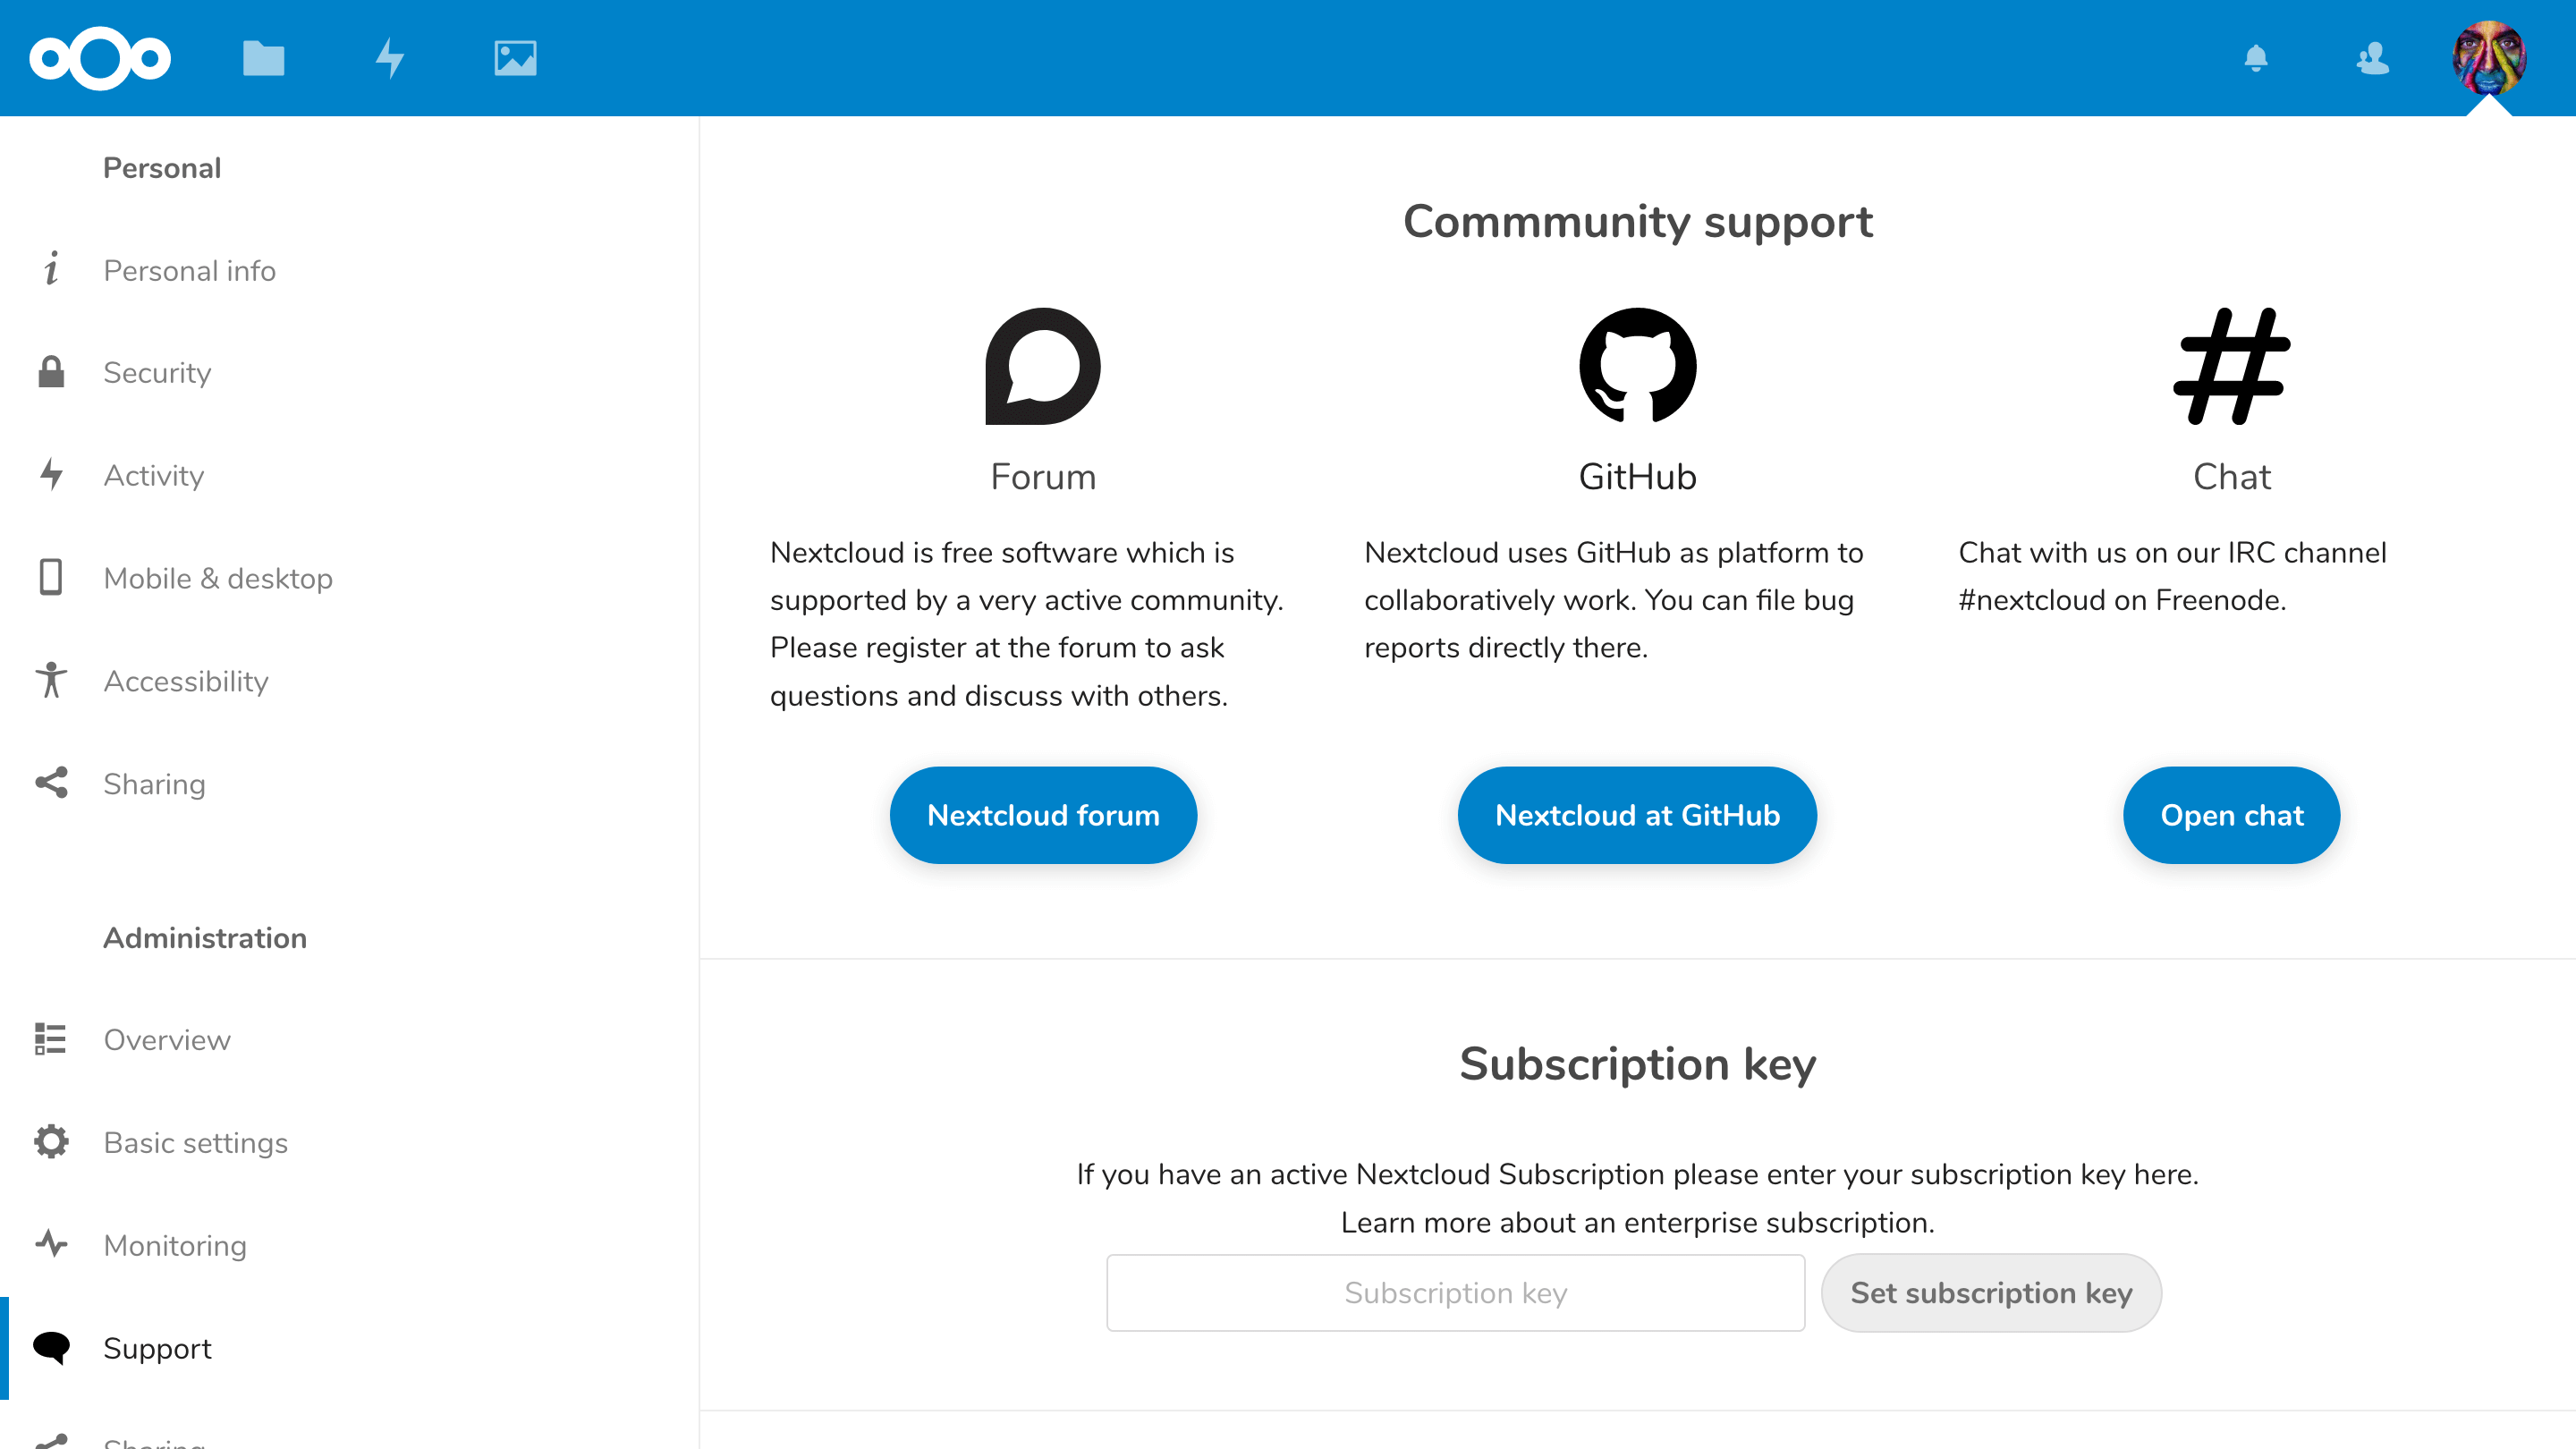 Personal
Personal info
Security
Activity
Mobile & desktop
Accessibility
Sharing
Administration
Overview
Basic settings
Monitoring
Support
Sharing
Commmunity support
Forum
Nextcloud is free software which is
supported by a very active community.
Please register at the forum to ask
questions and discuss with others.
Nextcloud forum
GitHub
Nextcloud uses GitHub as platform to
collaboratively work. You can file bug
reports directly there.
Nextcloud at GitHub
Chat
Chat with us on our IRC channel
#nextcloud on Freenode.
Open chat
Subscription key
If you have an active Nextcloud Subscription please enter your subscription key here.
Learn more about an enterprise subscription.
Subscription key
Set subscription key